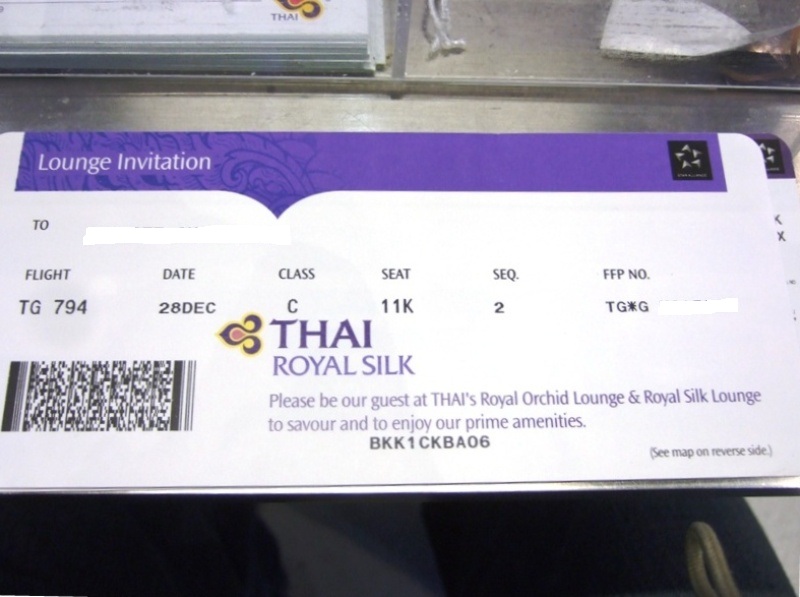 THAI
Lounge Invitation
STAR ALLIANCE
TO
FLIGHT DATE CLASS SEAT SEQ. FFP NO.
TG 794 28DEC C 11K 2 TG*G
THAI
ROYAL SILK
Please be our guest at THAI's Royal Orchid Lounge & Royal Silk Lounge
to savour and to enjoy our prime amenities.
BKK1CKBA06
(See map on reverse side.)
K
X